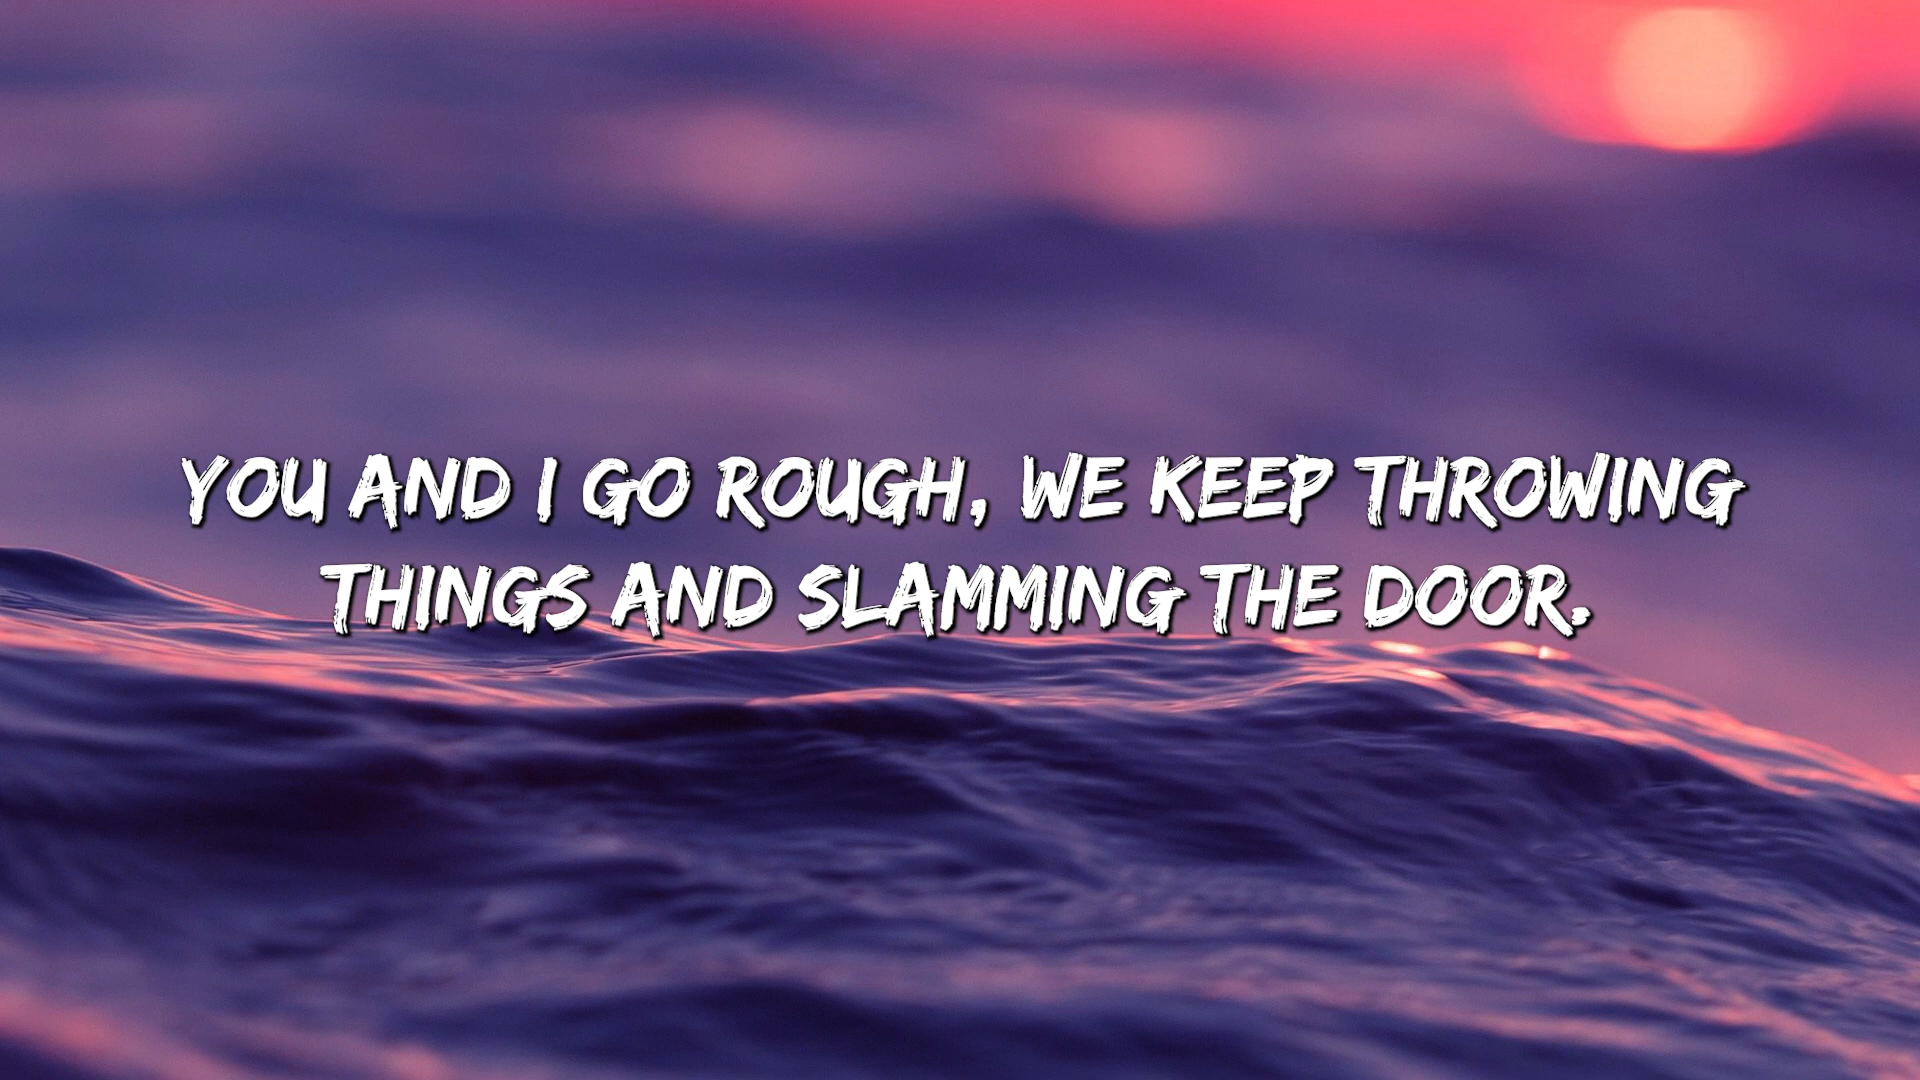 YOU AND I GO ROUGH, WE KEEP THROWING
THINGS AND SLAMMING THE DOOR.